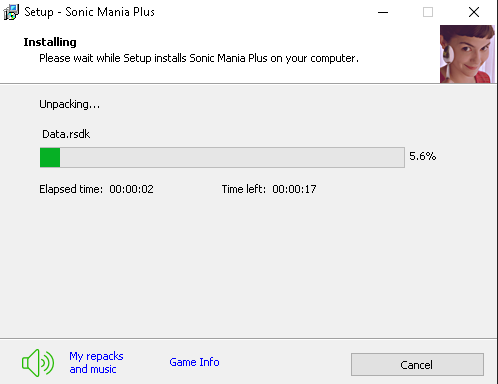 Setup - Sonic Mania Plus
Installing
Please wait while Setup installs Sonic Mania Plus on your computer.
Unpacking...
Data.rsdk
5.6%
Elapsed time: 00:00:02 Time left: 00:00:17
My repacks
and music
Game Info
Cancel